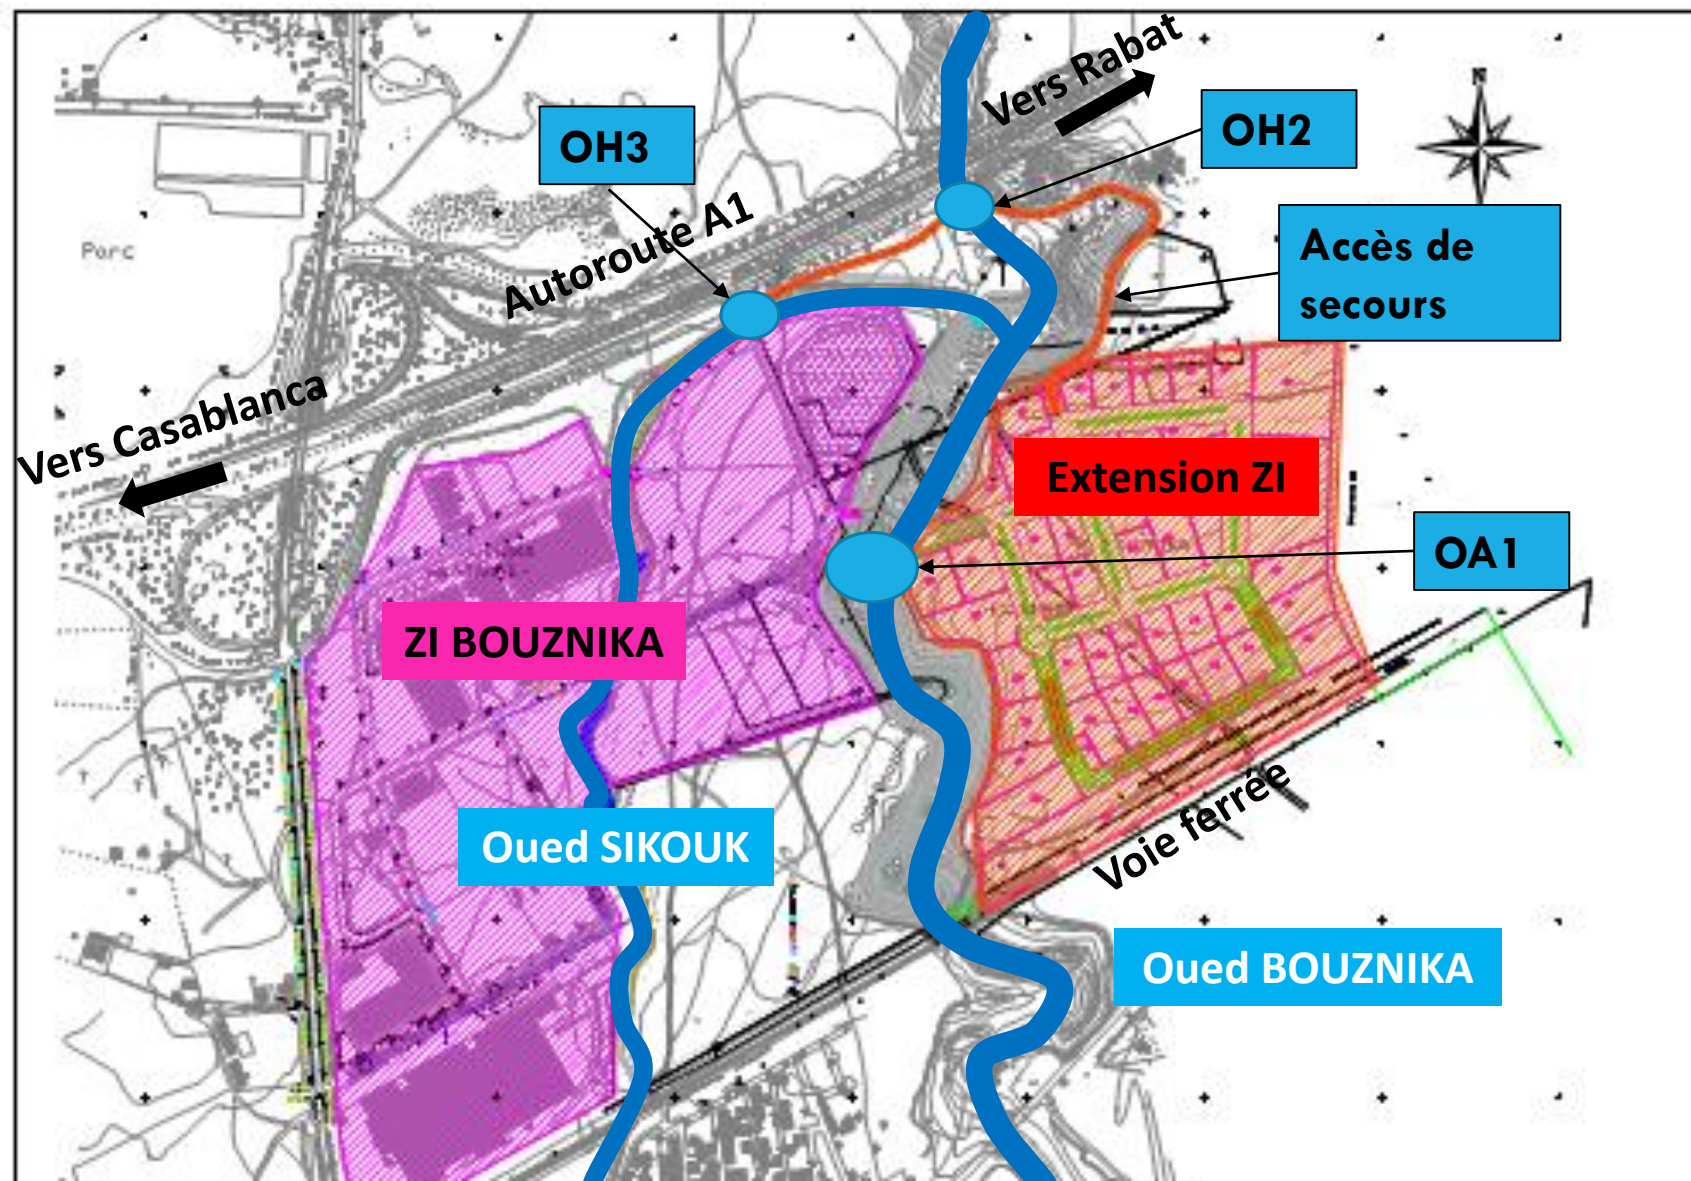 Vers Rabat
N
OH3
OH2
Autoroute A1
Accès de
secours
Parc
Vers Casablanca
Extension ZI
OA1
ZI BOUZNIKA
Oued SIKOUK
Voie ferrée
Oued BOUZNIKA